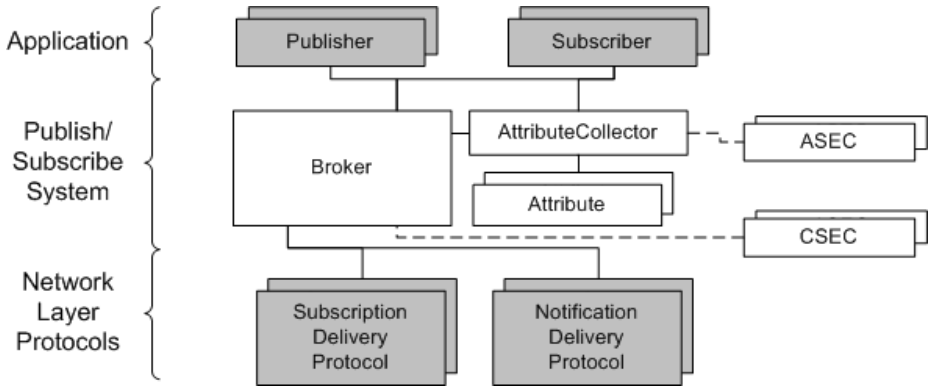 Application
Publisher
Subscriber
Publish/
Subscribe
System
Broker
AttributeCollector
ASEC
Attribute
CSEC
Network
Layer
Protocols
Subscription
Delivery
Protocol
Notification
Delivery
Protocol